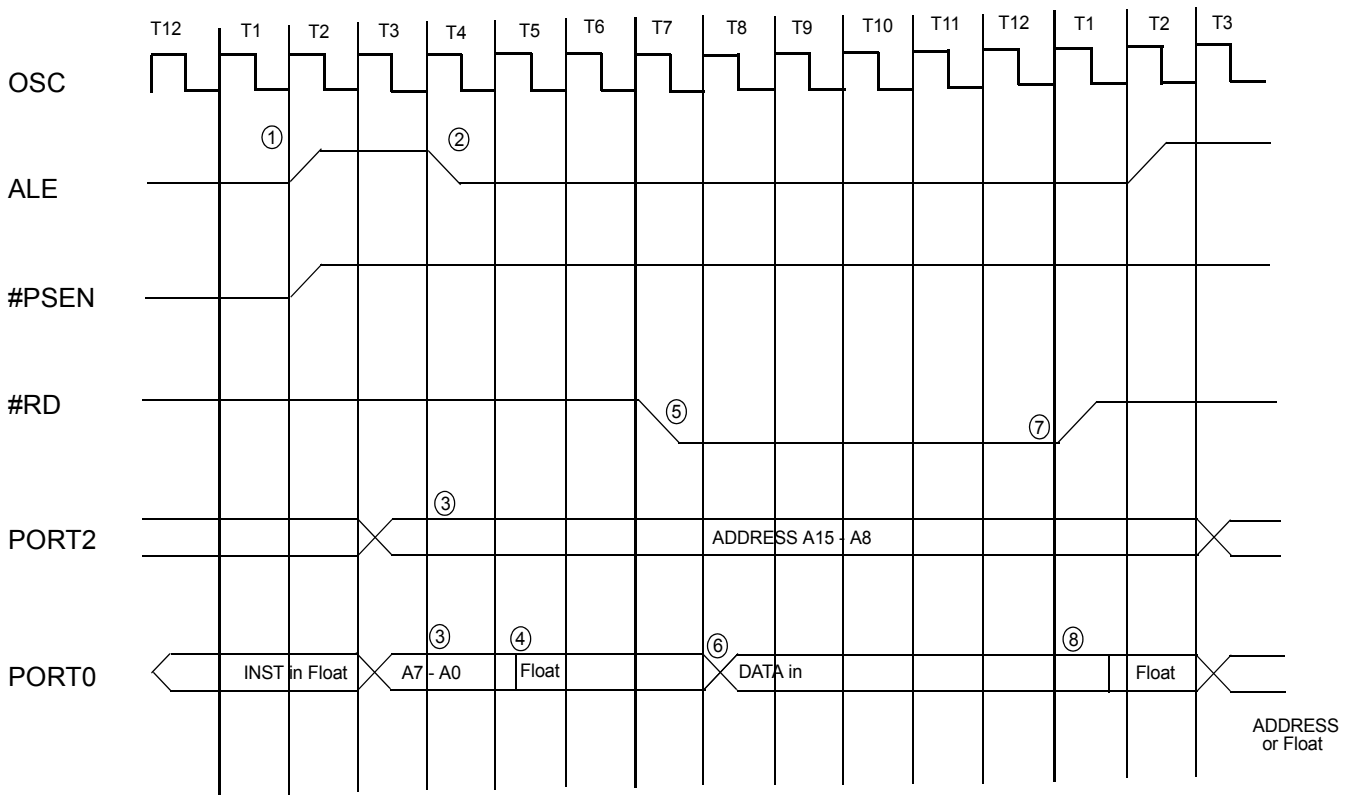 T12 T1 T2 T3 T4 T5 T6 T7 T8 T9 T10 T11 T12 T1 T2 T3
OSC
① ②
ALE
#PSEN
#RD
⑤ ⑦
③
PORT2
ADDRESS A15 - A8
③ ④ ⑥ ⑧
PORT0
INST in Float A7 - A0 Float DATA in Float
ADDRESS
or Float